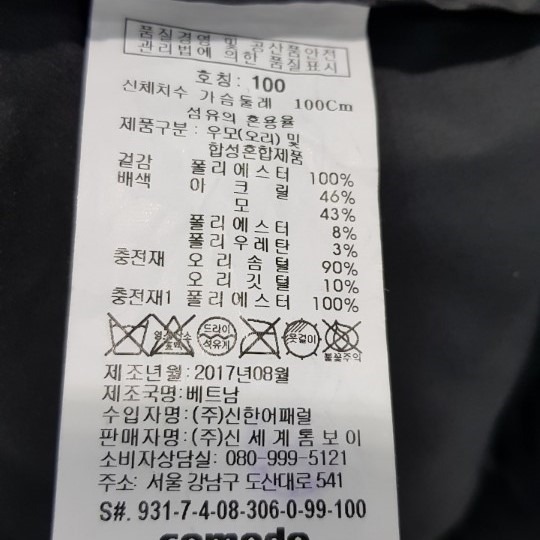 품질경영 및 공산품안전
관리법에 의한 품질표시
호칭: 100
신체치수 가슴둘레 100Cm
섬유의 혼용율
제품구분: 우모(오리) 및
합성혼합제품
겉감 폴리에스터 100%
배색 아크릴 46%
모 43%
폴리에스터 8%
폴리우레탄 3%
충전재 오리솜털 90%
오리깃털 10%
충전재1 폴리에스터 100%
드라이 옷걸이
석유계 불꽃주의
제조년월: 2017년08월
제조국명: 베트남
수입자명: (주)신한어패럴
판매자명: (주)신세계톰보이
소비자상담실: 080-999-5121
주소: 서울 강남구 도산대로 541
S#. 931-7-4-08-306-0-99-100
comodo